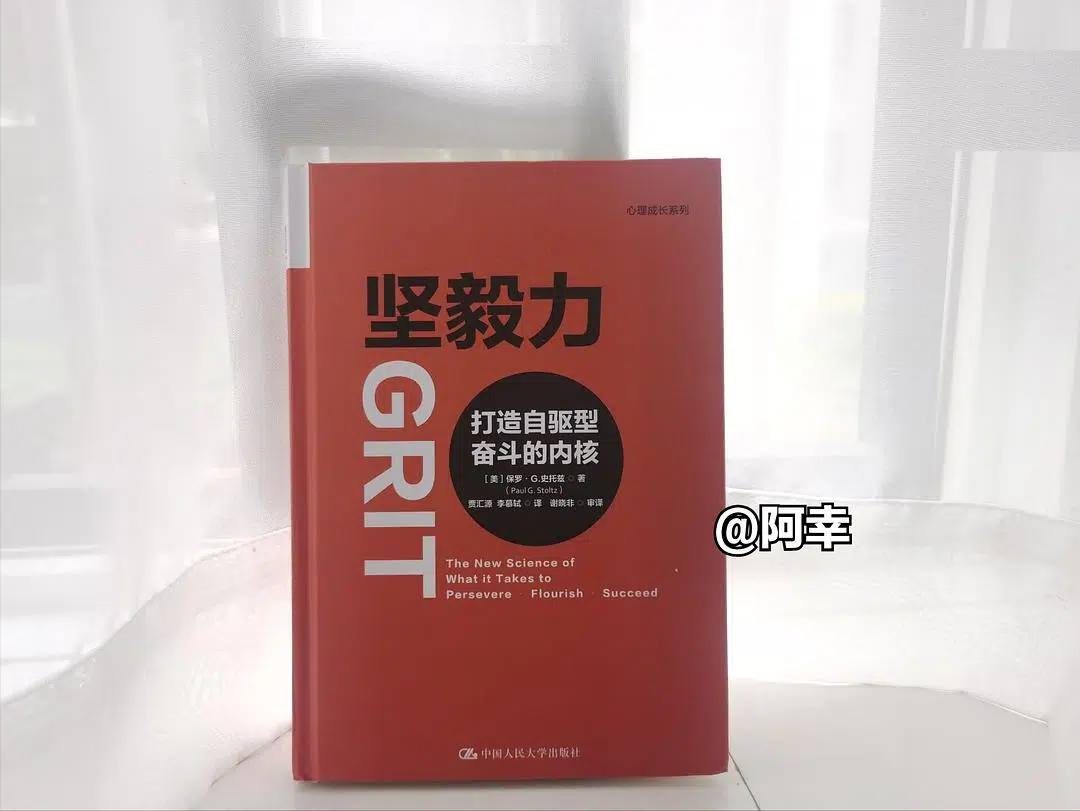 心理成长系列
坚毅力
GRIT
打造自驱型
奋斗的内核
[美]保罗·G.史托兹○著
(Paul G. Stoltz)
贾汇源 李慕轼○译 谢晓非○审译
@阿幸
The New Science of
What it Takes to
Persevere · Flourish · Succeed
中国人民大学出版社